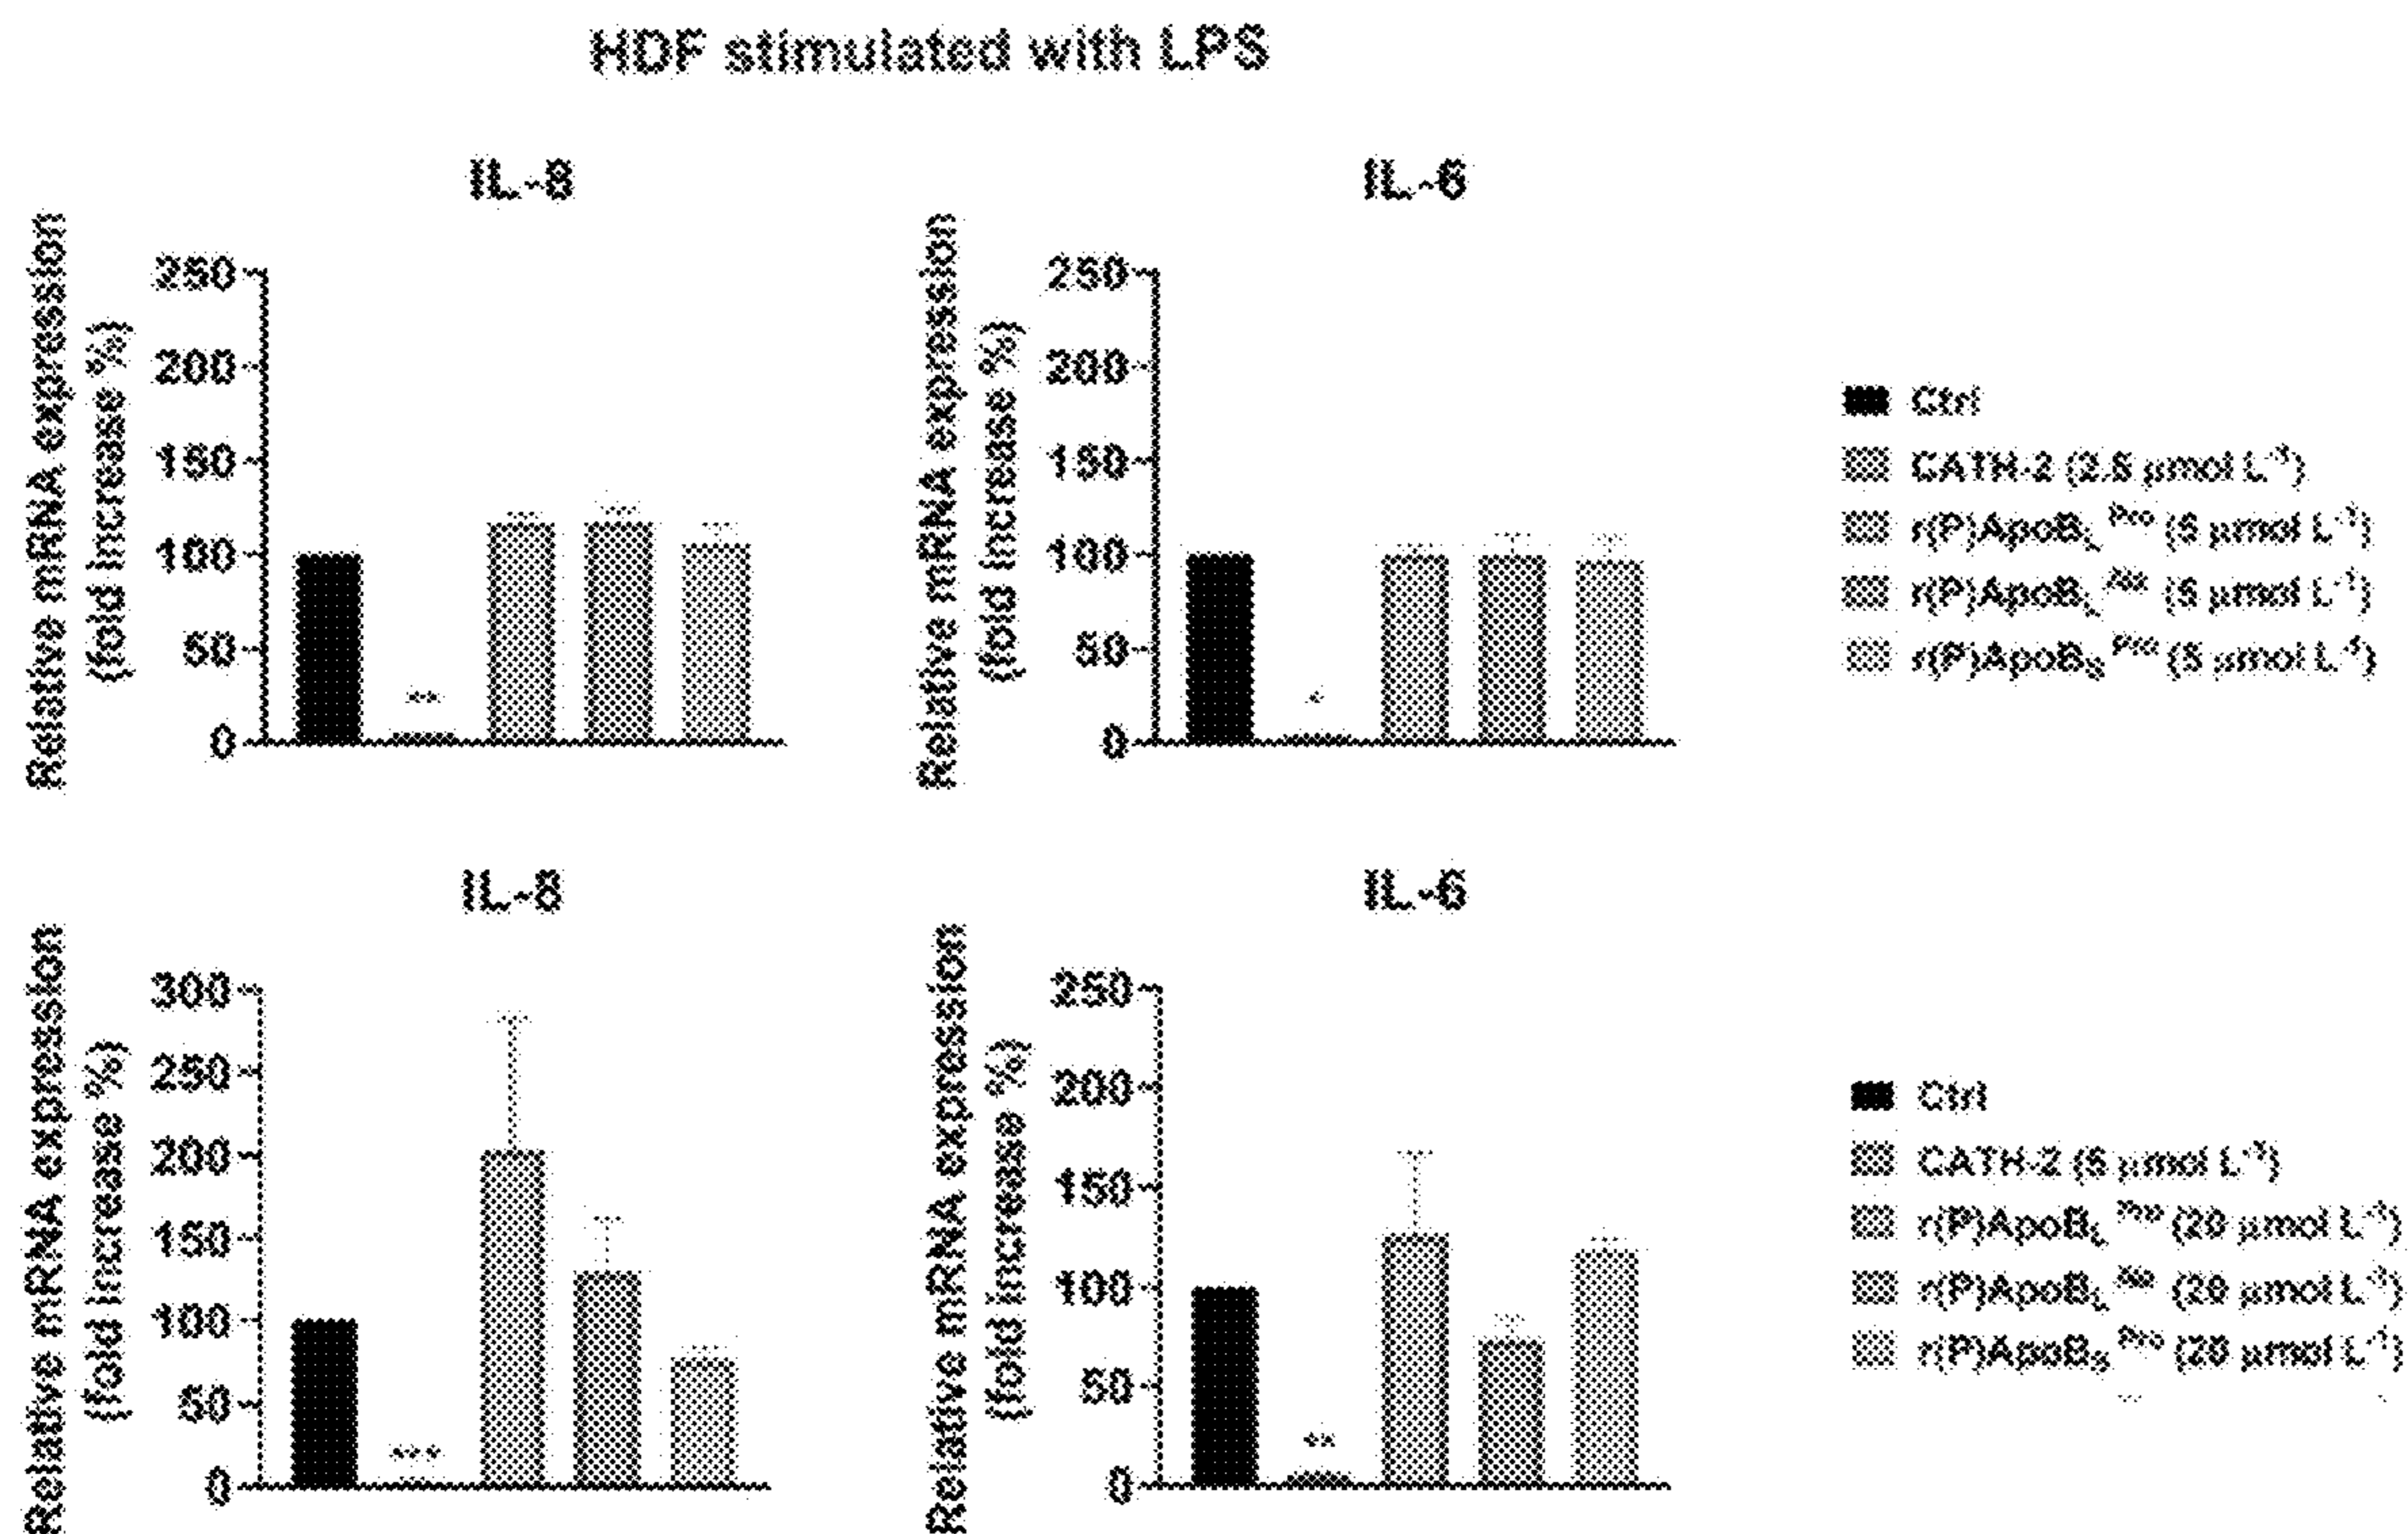 HDF stimulated with LPS
IL-8
Relative mRNA expression
(fold increase %)
250
200
150
100
50
0
**
IL-6
Relative mRNA expression
(fold increase %)
250
200
150
100
50
0
*
Ctrl
CATH-2 (2.5 µmol L⁻¹)
r(P)ApoB_L ^Pro (5 µmol L⁻¹)
r(P)ApoB_L (5 µmol L⁻¹)
r(P)ApoB_S ^Pro (5 µmol L⁻¹)
IL-8
Relative mRNA expression
(fold increase %)
300
250
200
150
100
50
0
***
IL-6
Relative mRNA expression
(fold increase %)
250
200
150
100
50
0
**
Ctrl
CATH-2 (5 µmol L⁻¹)
r(P)ApoB_L ^Pro (20 µmol L⁻¹)
r(P)ApoB_L (20 µmol L⁻¹)
r(P)ApoB_S ^Pro (20 µmol L⁻¹)